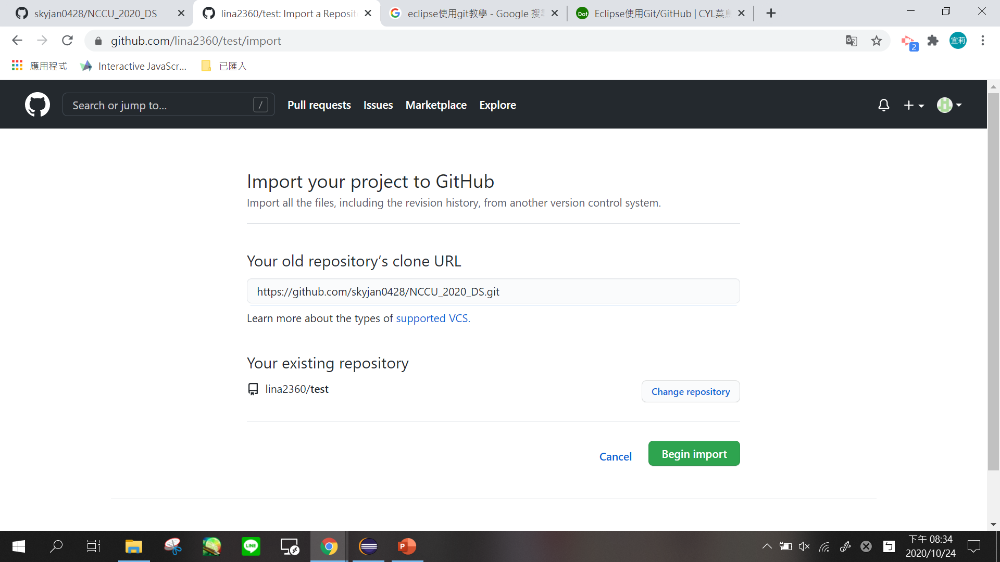 skyjan0428/NCCU_2020_DS
lina2360/test: Import a Reposit
eclipse使用git教學 - Google 搜
Eclipse使用Git/GitHub | CYL菜
github.com/lina2360/test/import
2
宜莉
應用程式
Interactive JavaScr...
已匯入
Search or jump to...
/
Pull requests
Issues
Marketplace
Explore
Import your project to GitHub
Import all the files, including the revision history, from another version control system.
Your old repository’s clone URL
https://github.com/skyjan0428/NCCU_2020_DS.git
Learn more about the types of supported VCS.
Your existing repository
lina2360/test
Change repository
Cancel
Begin import
LINE
P
ㄅ
下午 08:34
2020/10/24